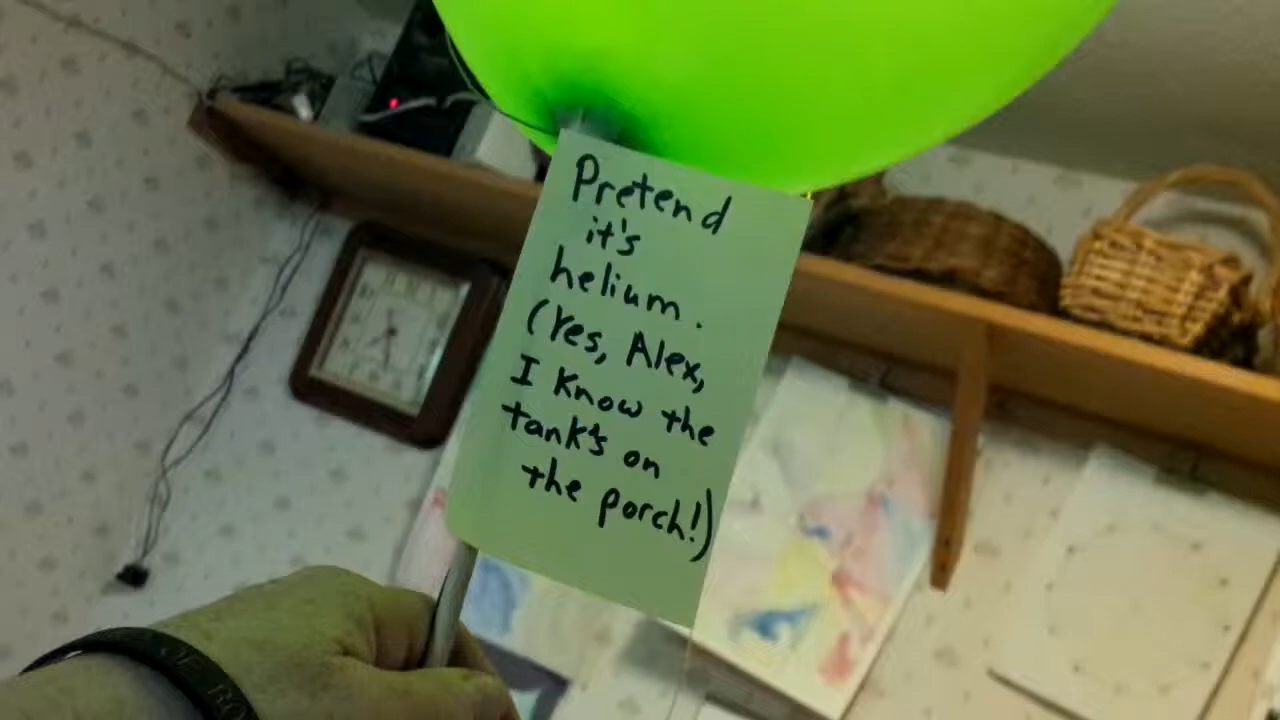 Pretend
it's
helium.
(Yes, Alex,
I know the
tank's on
the porch!)